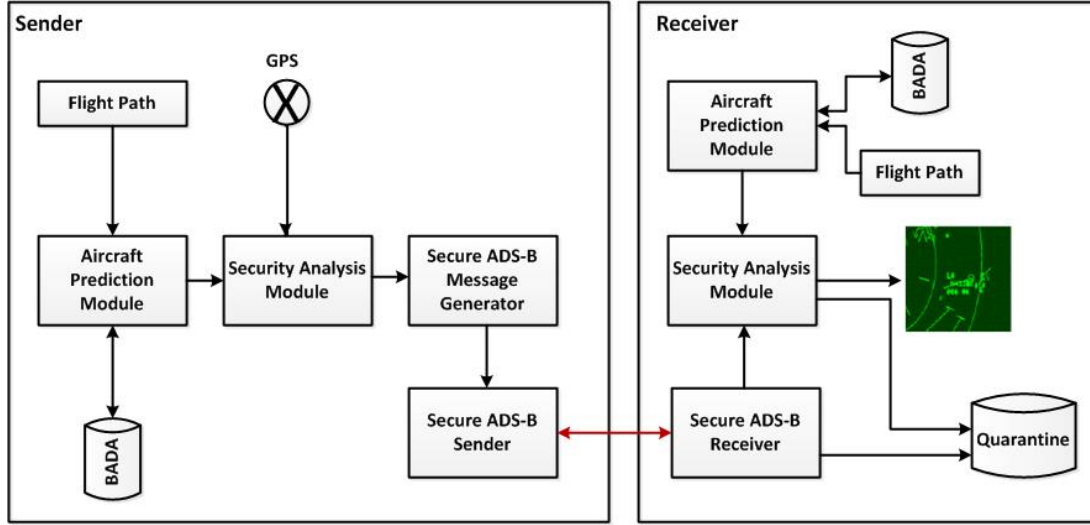 Sender
GPS
Flight Path
Aircraft
Prediction
Module
Security Analysis
Module
Secure ADS-B
Message
Generator
BADA
Secure ADS-B
Sender
Receiver
BADA
Aircraft
Prediction
Module
Flight Path
Security Analysis
Module
Secure ADS-B
Receiver
Quarantine